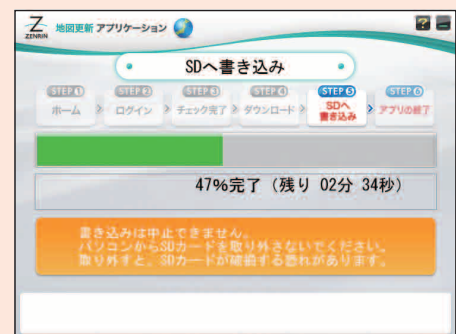 Z
ZENRIN
地図更新 アプリケーション
?
SDへ書き込み
STEP① STEP② STEP③ STEP④ STEP⑤ STEP⑥
ホーム ログイン チェック完了 ダウンロード SDへ書き込み アプリの終了
47%完了 (残り 02分 34秒)
書き込みは中止できません。
パソコンからSDカードを取り外さないでください。
取り外すと、SDカードが破損する恐れがあります。